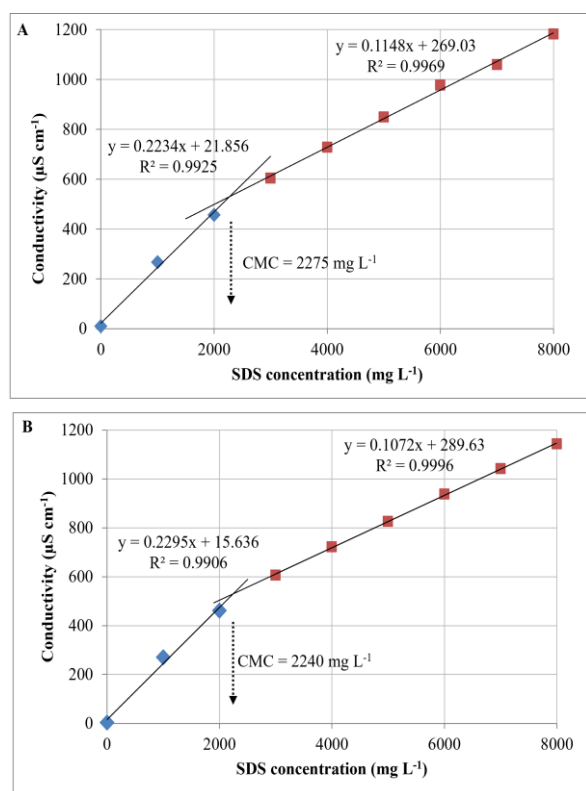 A
1200
1000
800
600
400
200
0
Conductivity (µS cm⁻¹)
y = 0.1148x + 269.03
R² = 0.9969
y = 0.2234x + 21.856
R² = 0.9925
CMC = 2275 mg L⁻¹
0 2000 4000 6000 8000
SDS concentration (mg L⁻¹)
B
1200
1000
800
600
400
200
0
Conductivity (µS cm⁻¹)
y = 0.1072x + 289.63
R² = 0.9996
y = 0.2295x + 15.636
R² = 0.9906
CMC = 2240 mg L⁻¹
0 2000 4000 6000 8000
SDS concentration (mg L⁻¹)